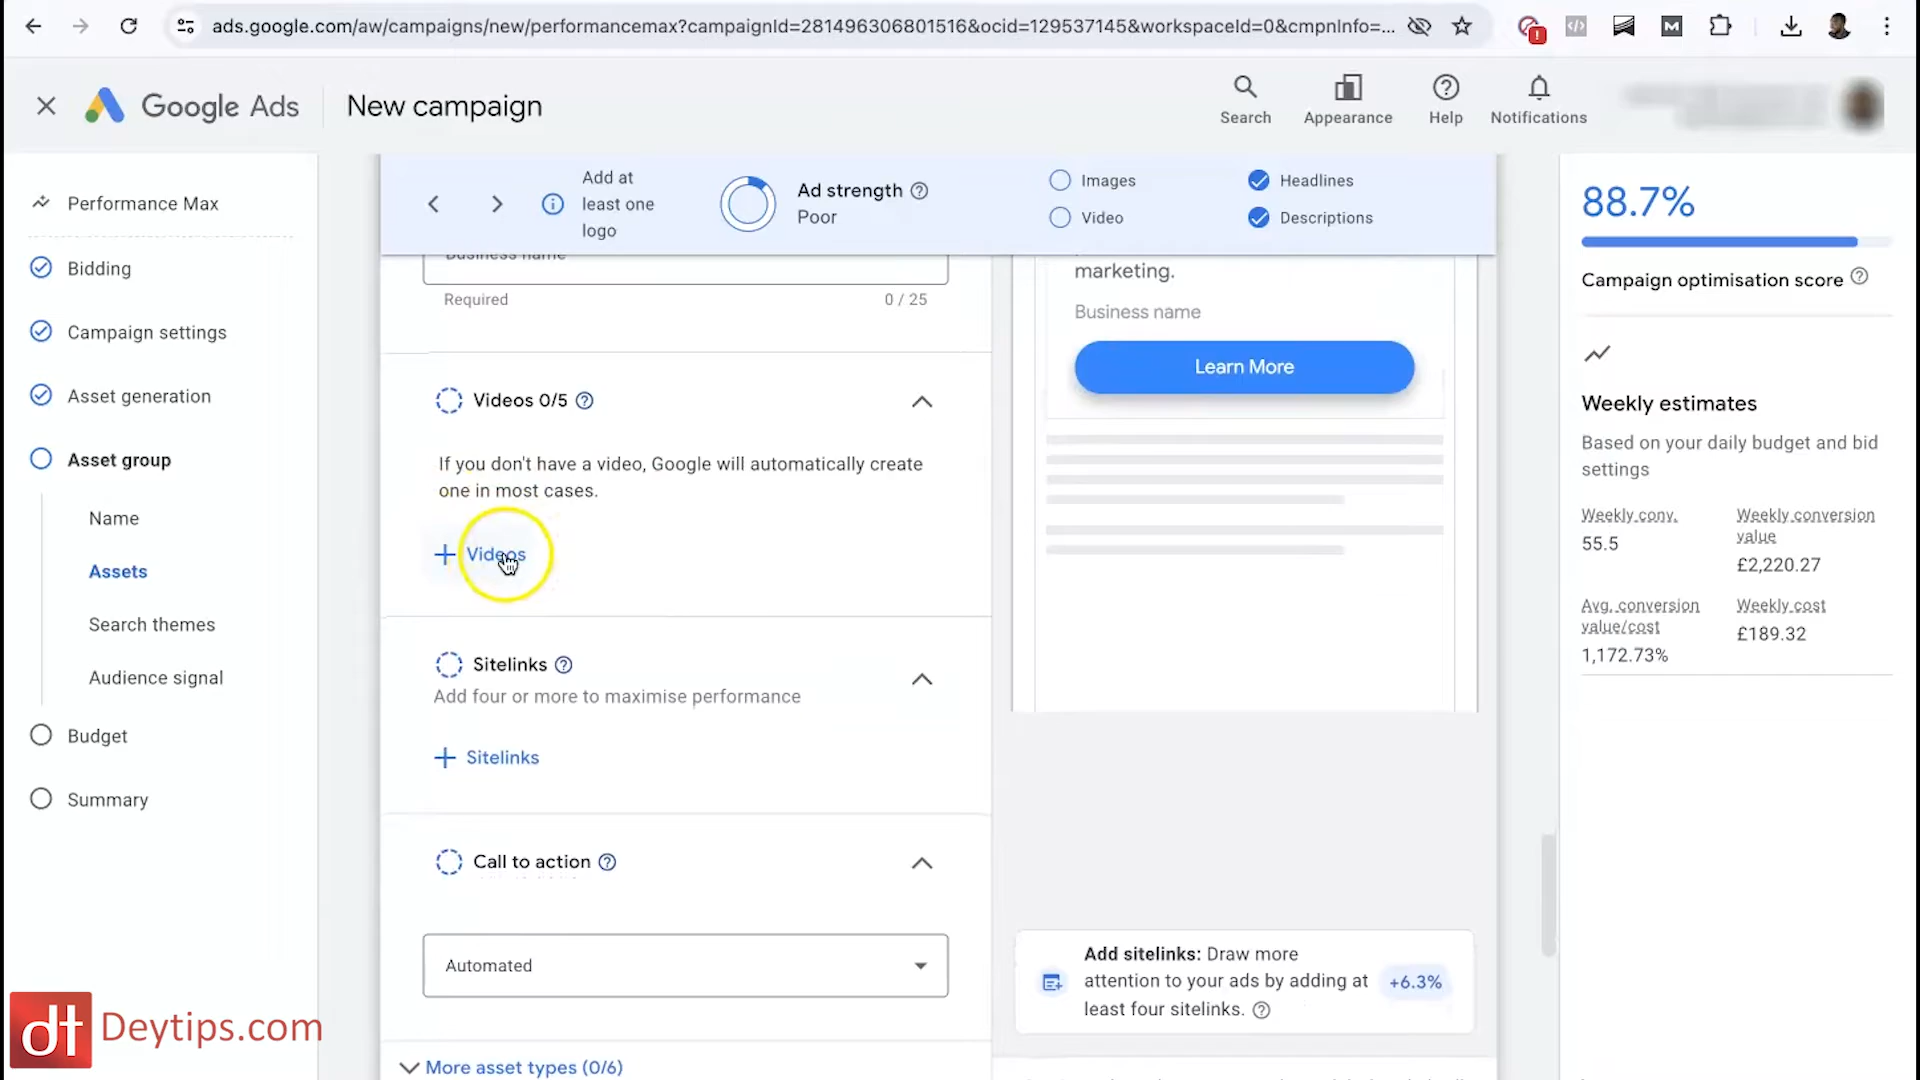 ads.google.com/aw/campaigns/new/performancemax?campaignId=281496306801516&ocid=129537145&workspaceId=0&cmpnInfo=...
Google Ads
New campaign
Search
Appearance
Help
Notifications
Performance Max
Bidding
Campaign settings
Asset generation
Asset group
Name
Assets
Search themes
Audience signal
Budget
Summary
Add at
least one
logo
Ad strength
Poor
Images
Video
Headlines
Descriptions
Business name
Required
0 / 25
Videos 0/5
If you don't have a video, Google will automatically create
one in most cases.
Videos
Sitelinks
Add four or more to maximise performance
Sitelinks
Call to action
Automated
More asset types (0/6)
marketing.
Business name
Learn More
Add sitelinks: Draw more
attention to your ads by adding at
least four sitelinks.
+6.3%
88.7%
Campaign optimisation score
Weekly estimates
Based on your daily budget and bid
settings
Weekly conv.
55.5
Weekly conversion
value
£2,220.27
Avg. conversion
value/cost
1,172.73%
Weekly cost
£189.32
dt Deytips.com